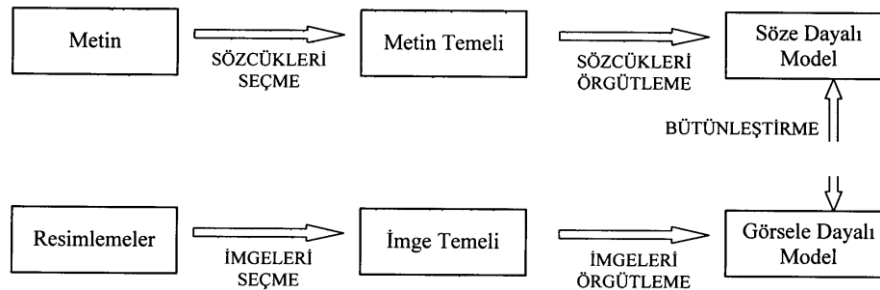 Metin
SÖZCÜKLERİ
SEÇME
Metin Temeli
SÖZCÜKLERİ
ÖRGÜTLEME
Söze Dayalı
Model
BÜTÜNLEŞTİRME
Resimlemeler
İMGELERİ
SEÇME
İmge Temeli
İMGELERİ
ÖRGÜTLEME
Görsele Dayalı
Model